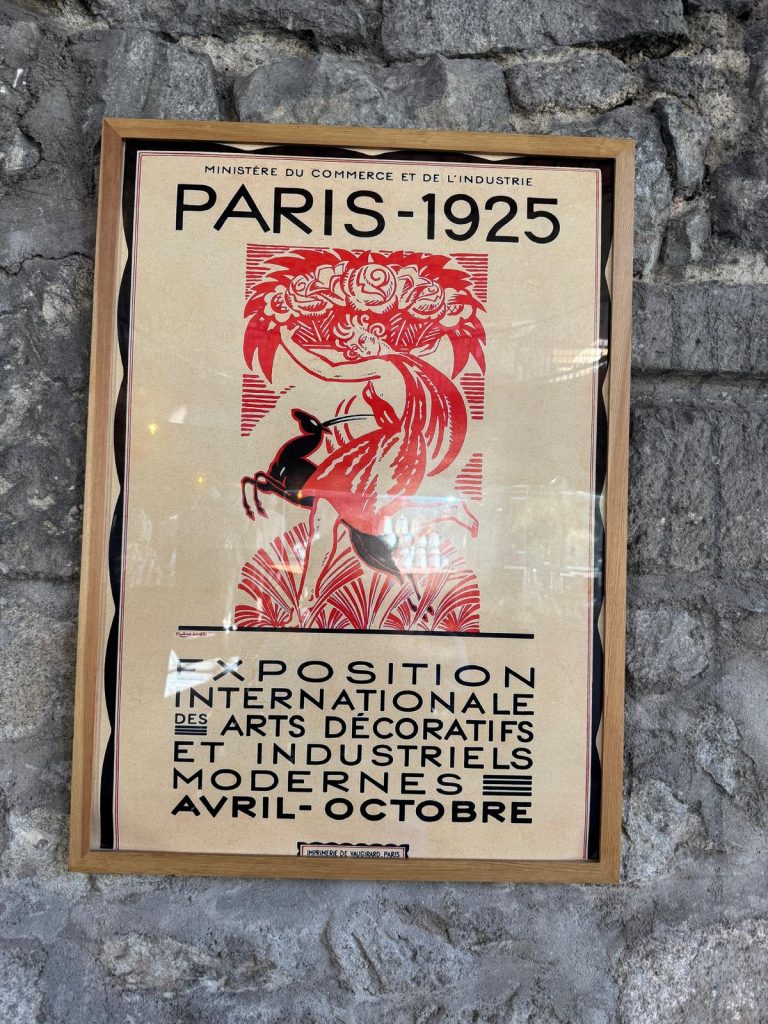 MINISTÈRE DU COMMERCE ET DE L'INDUSTRIE
PARIS-1925
EXPOSITION
INTERNATIONALE
DES ARTS DÉCORATIFS
ET INDUSTRIELS
MODERNES
AVRIL-OCTOBRE
IMPRIMERIE DE VAUGIRARD, PARIS